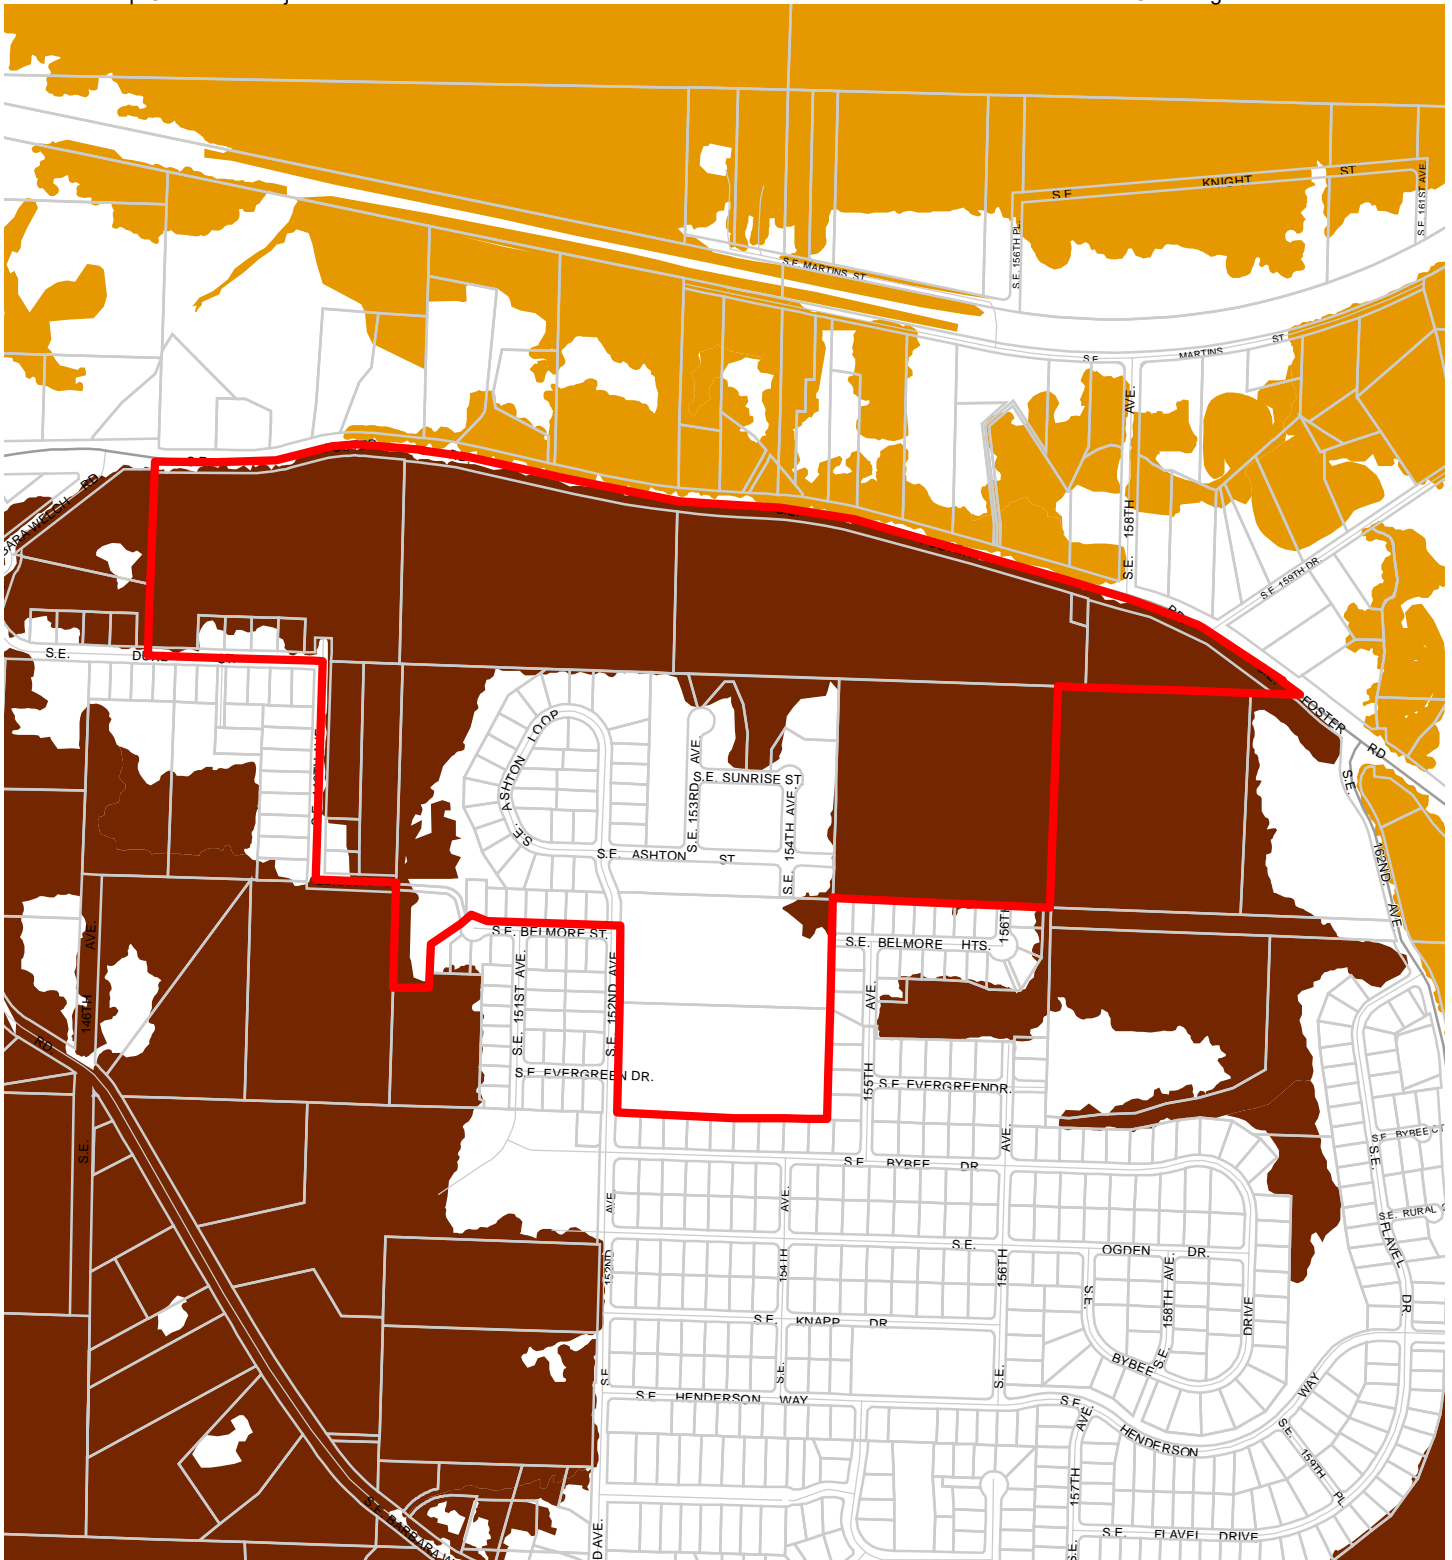 S.E. KNIGHT ST
S.E. 161ST AVE.
S.E. 156TH PL.
S.E. MARTINS ST
S.E. MARTINS ST
S.E. 158TH AVE.
S.E. 159TH DR.
RD.
S.E. FOSTER RD
S.E. 162ND. AVE.
S.E.
S.E. ASHTON LOOP
S.E. 153RD AVE.
S.E. SUNRISE ST
S.E. 154TH AVE.
S.E. ASHTON ST
S.E. BELMORE ST.
S.E. BELMORE HTS.
156TH
146TH AVE.
S.E.
RD.
S.E. 151ST AVE.
S.E. 152ND AVE.
155TH AVE.
S.E. EVERGREEN DR.
S.E. EVERGREEN DR.
S.E. BYBEE DR.
S.E. BYBEE CT
S.E. RURAL
S.E. FLAVEL DR.
152ND AVE.
154TH AVE.
156TH AVE.
S.E. OGDEN DR.
S.E. 158TH AVE.
S.E. BYBEE DRIVE
S.E. KNAPP DR.
S.E.
S.E.
S.E.
S.E. HENDERSON WAY
S.E. HENDERSON WAY
S.E. 159TH PL.
S.E. 157TH AVE.
S.E. FLAVEL DRIVE
S.E. BARBARA W
D AVE.